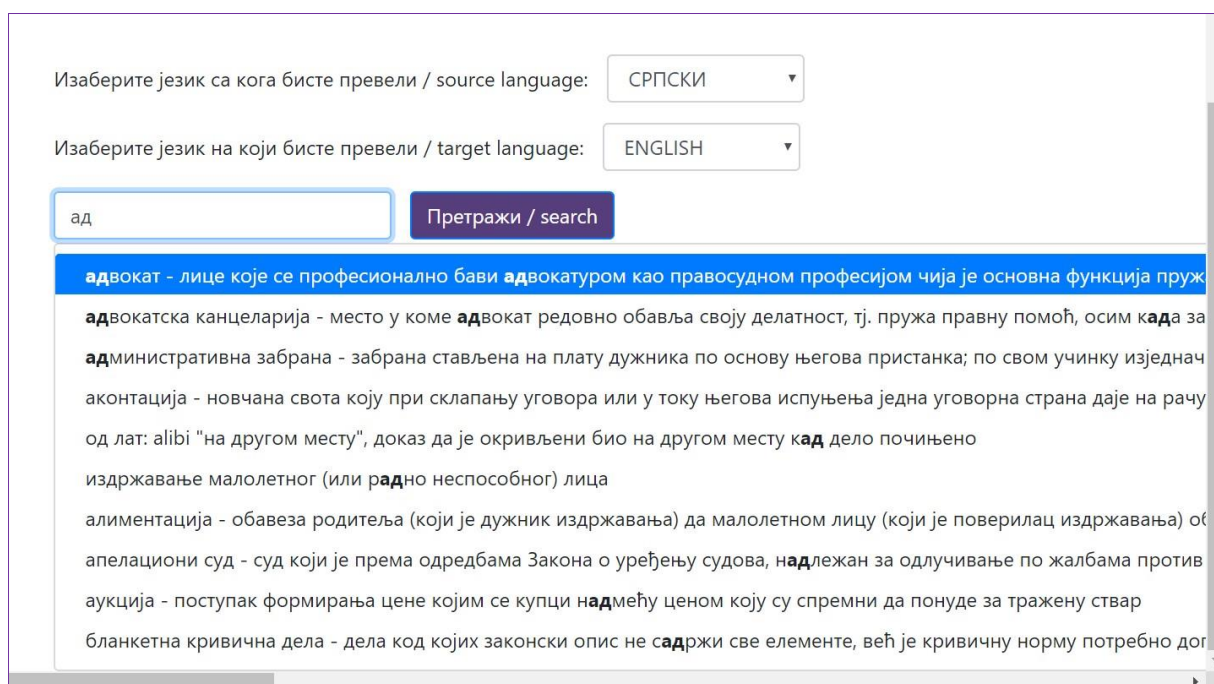 Изаберите језик са кога бисте превели / source language: СРПСКИ
Изаберите језик на који бисте превели / target language: ENGLISH
ад Претражи / search
адвокат - лице које се професионално бави адвокатуром као правосудном професијом чија је основна функција
адвокатска канцеларија - место у коме адвокат редовно обавља своју делатност, тј. пружа правну помоћ, осим када за
административна забрана - забрана стављена на плату дужника по основу његова пристанка; по свом учинку
аконтација - новчана свота коју при склапању уговора или у току његова испуњења једна уговорна страна даје на
од лат: alibi "на другом месту", доказ да је окривљени био на другом месту кад дело почињено
издржавање малолетног (или радно неспособног) лица
алиментација - обавеза родитеља (који је дужник издржавања) да малолетном лицу (који је поверилац издржавања)
апелациони суд - суд који је према одредбама Закона о уређењу судова, надлежан за одлучивање по жалбама против
аукција - поступак формирања цене којим се купци надмећу ценом коју су спремни да понуде за тражену ствар
бланкетна кривична дела - дела код којих законски опис не садржи све елементе, већ је кривичну норму потребно